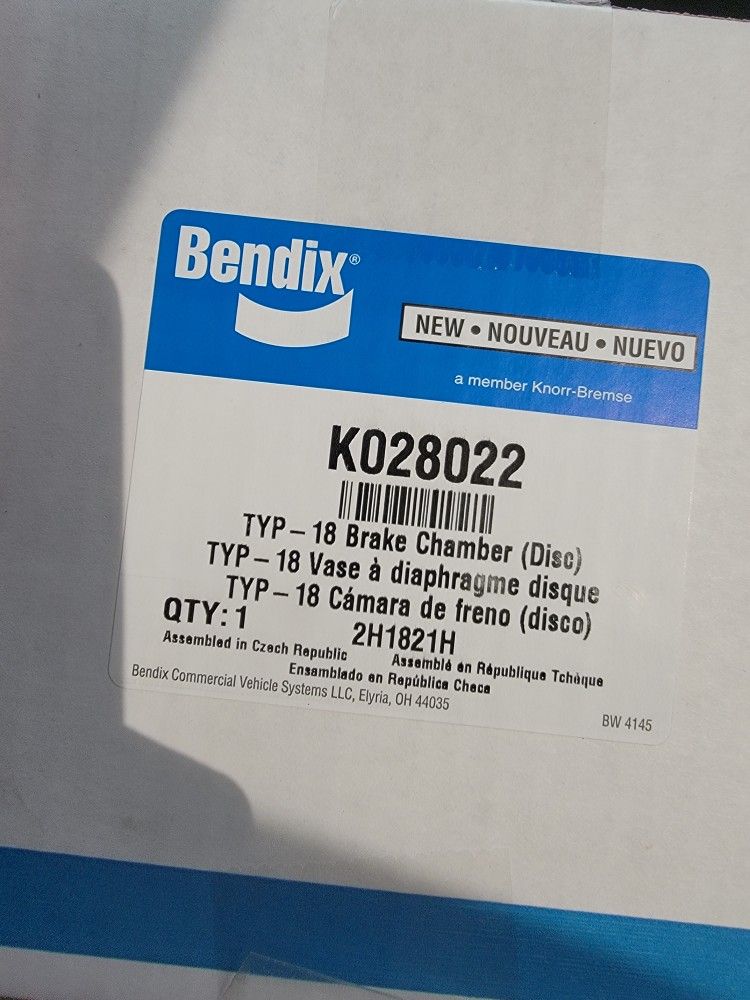 Bendix®
NEW • NOUVEAU • NUEVO
a member Knorr-Bremse
K028022
TYP – 18 Brake Chamber (Disc)
TYP – 18 Vase à diaphragme disque
TYP – 18 Cámara de freno (disco)
QTY: 1
2H1821H
Assembled in Czech Republic
Assemblé en République Tchèque
Ensamblado en República Checa
Bendix Commercial Vehicle Systems LLC, Elyria, OH 44035
BW 4145